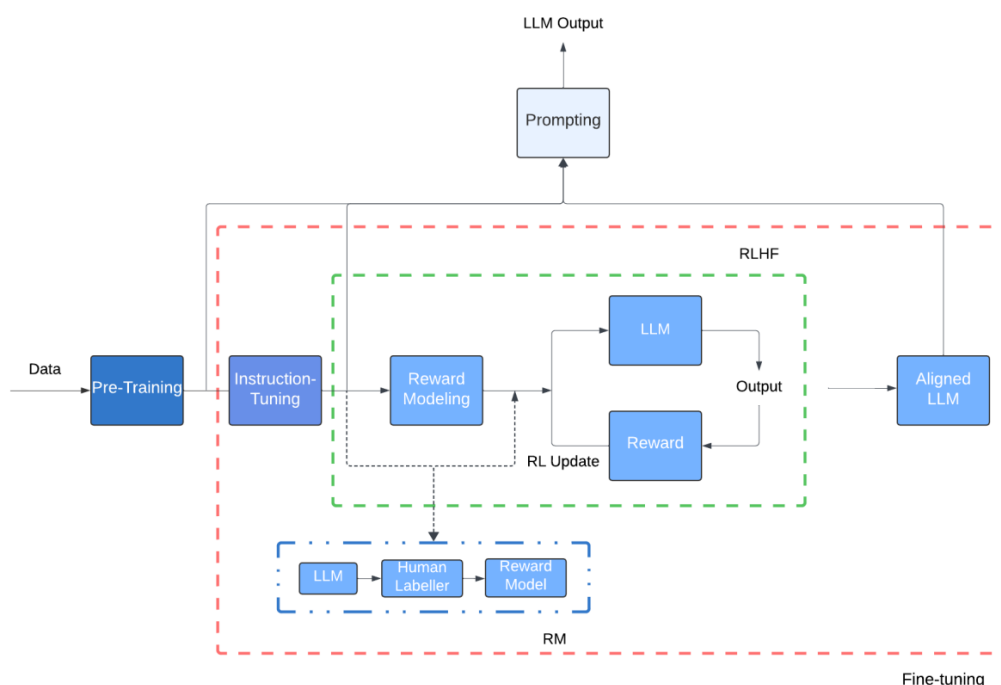 LLM Output
Prompting
RLHF
LLM
Data
Pre-Training
Instruction-
Tuning
Reward
Modeling
Output
Aligned
LLM
Reward
RL Update
LLM
Human
Labeller
Reward
Model
RM
Fine-tuning